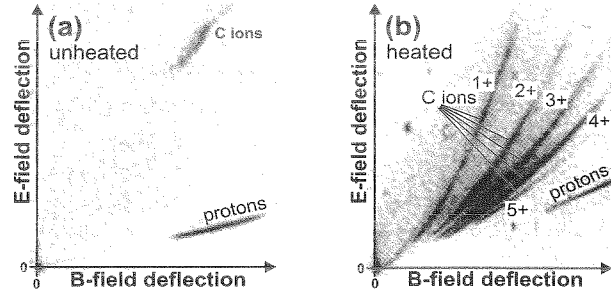 (a)
unheated
C ions
protons
E-field deflection
0
0
B-field deflection
(b)
heated
1+
2+
3+
4+
C ions
5+
protons
E-field deflection
0
0
B-field deflection